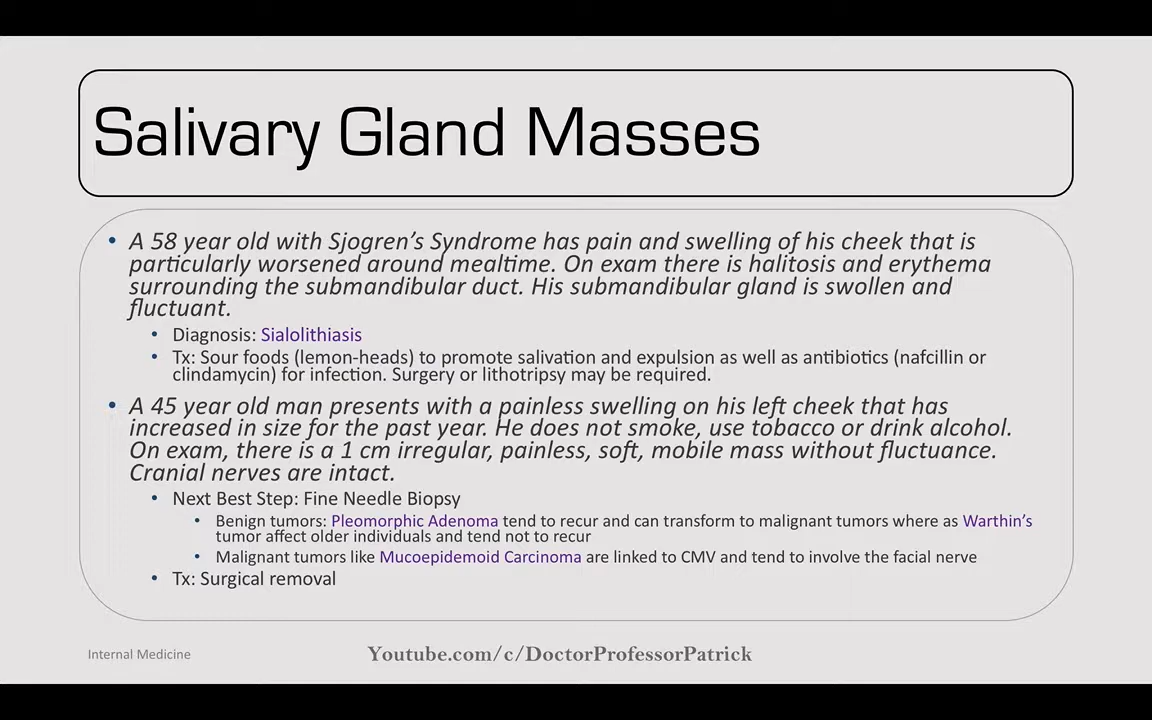 Salivary Gland Masses
• A 58 year old with Sjogren's Syndrome has pain and swelling of his cheek that is
particularly worsened around mealtime. On exam there is halitosis and erythema
surrounding the submandibular duct. His submandibular gland is swollen and
fluctuant.
• Diagnosis: Sialolithiasis
• Tx: Sour foods (lemon-heads) to promote salivation and expulsion as well as antibiotics (nafcillin or
clindamycin) for infection. Surgery or lithotripsy may be required.
• A 45 year old man presents with a painless swelling on his left cheek that has
increased in size for the past year. He does not smoke, use tobacco or drink alcohol.
On exam, there is a 1 cm irregular, painless, soft, mobile mass without fluctuance.
Cranial nerves are intact.
• Next Best Step: Fine Needle Biopsy
• Benign tumors: Pleomorphic Adenoma tend to recur and can transform to malignant tumors where as Warthin's
tumor affect older individuals and tend not to recur
• Malignant tumors like Mucoepidemoid Carcinoma are linked to CMV and tend to involve the facial nerve
• Tx: Surgical removal
Internal Medicine
Youtube.com/c/DoctorProfessorPatrick